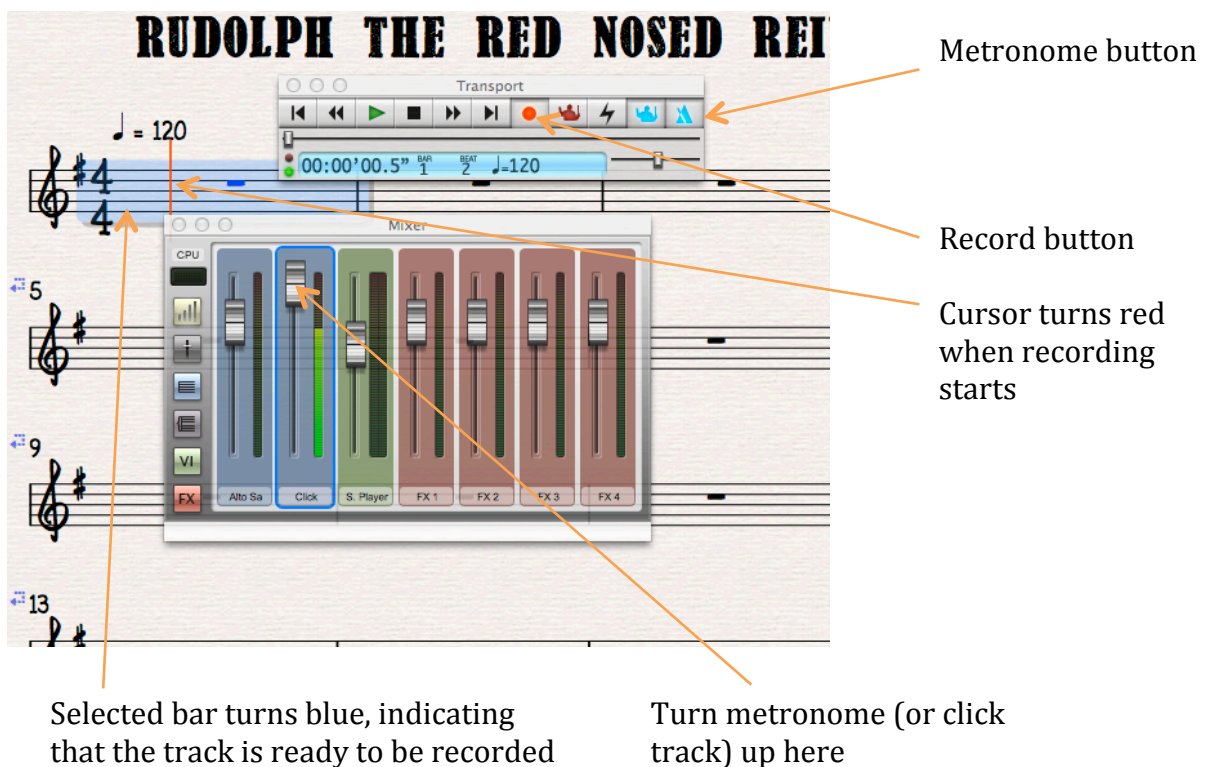 RUDOLPH THE RED NOSED REI
Metronome button
Transport
♩ = 120
00:00'00.5" BAR 1 BEAT 2 ♩=120
4
4
Mixer
Record button
CPU
Cursor turns red
when recording
starts
5
9
VI
FX
Alto Sa
Click
S. Player
FX 1
FX 2
FX 3
FX 4
13
Selected bar turns blue, indicating
that the track is ready to be recorded
Turn metronome (or click
track) up here